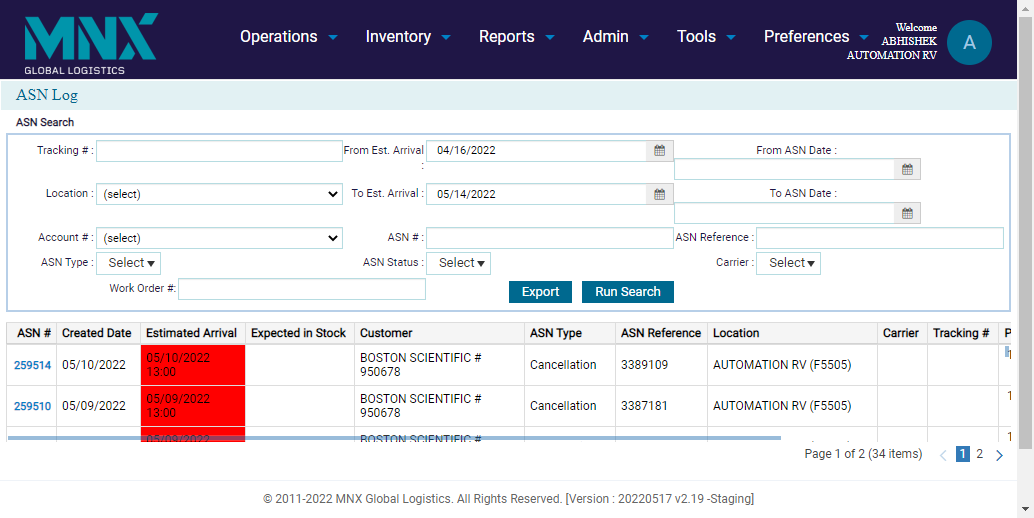 MNX
GLOBAL LOGISTICS
Operations Inventory Reports Admin Tools Preferences
Welcome
ABHISHEK
AUTOMATION RV
A
ASN Log
ASN Search
Tracking # : From Est. Arrival : 04/16/2022 From ASN Date :
Location : (select) To Est. Arrival : 05/14/2022 To ASN Date :
Account # : (select) ASN # : ASN Reference :
ASN Type : Select ASN Status : Select Carrier : Select
Work Order #: Export Run Search
ASN # Created Date Estimated Arrival Expected in Stock Customer ASN Type ASN Reference Location Carrier Tracking # P
259514 05/10/2022 05/10/2022 13:00 BOSTON SCIENTIFIC # 950678 Cancellation 3389109 AUTOMATION RV (F5505) 1
259510 05/09/2022 05/09/2022 13:00 BOSTON SCIENTIFIC # 950678 Cancellation 3387181 AUTOMATION RV (F5505) 1
05/09/2022 BOSTON SCIENTIFIC # 1
Page 1 of 2 (34 items) 1 2
© 2011-2022 MNX Global Logistics. All Rights Reserved. [Version : 20220517 v2.19 -Staging]